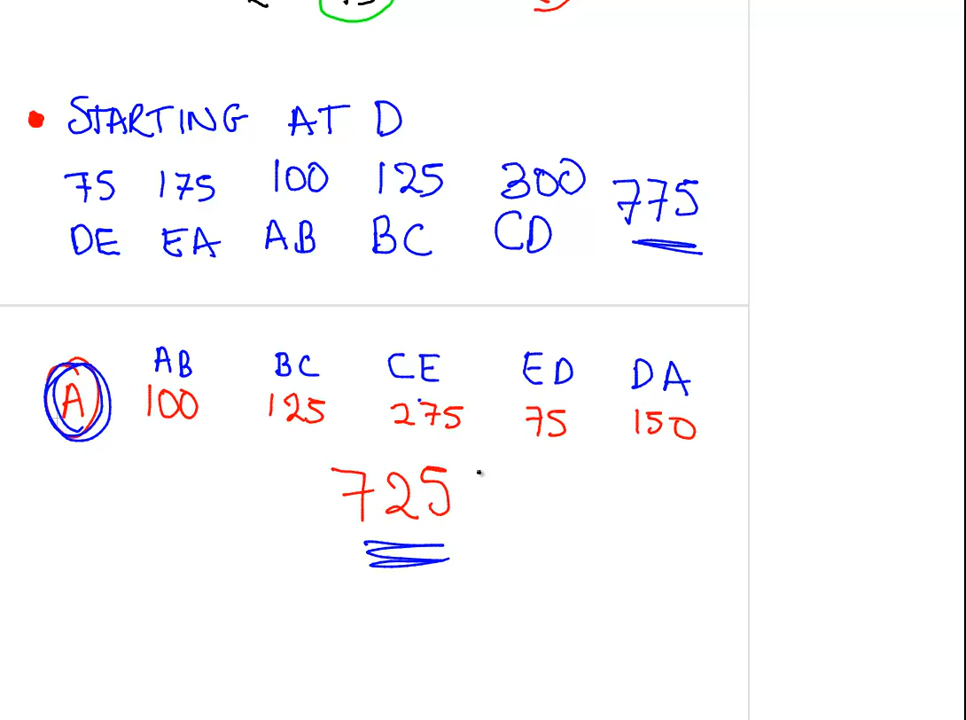 STARTING AT D
75 175 100 125 300 775
DE EA AB BC CD
AB BC CE ED DA
A 100 125 275 75 150
725